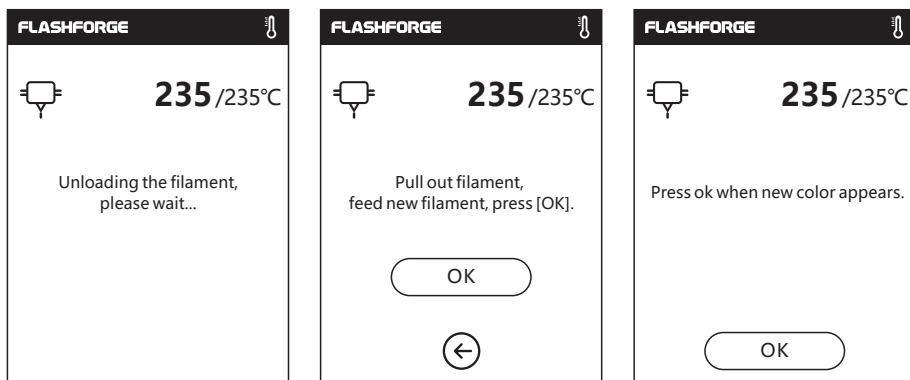 FLASHFORGE
235/235℃
Unloading the filament,
please wait...
FLASHFORGE
235/235℃
Pull out filament,
feed new filament, press [OK].
OK
FLASHFORGE
235/235℃
Press ok when new color appears.
OK